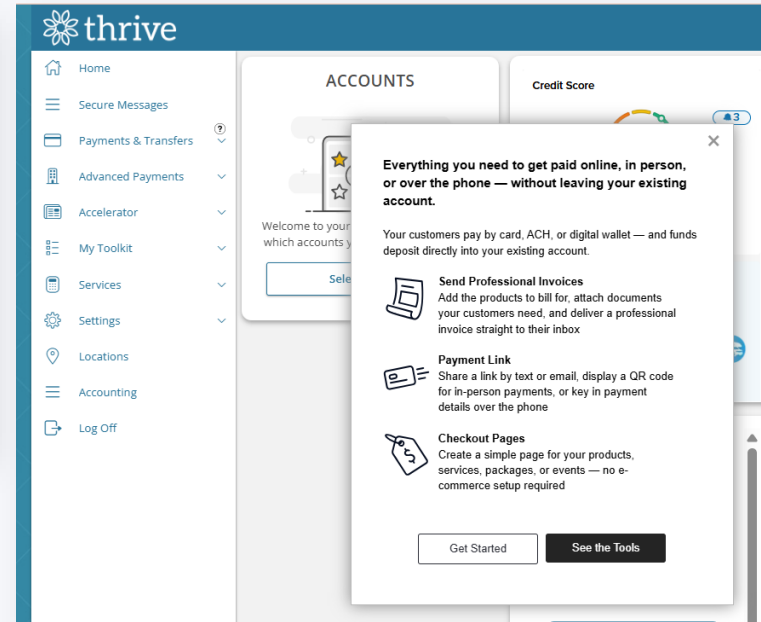 thrive
Home
Secure Messages
Payments & Transfers
?
Advanced Payments
Accelerator
My Toolkit
Services
Settings
Locations
Accounting
Log Off
ACCOUNTS
Welcome to your
which accounts y
Sele
Credit Score
3
Everything you need to get paid online, in person,
or over the phone — without leaving your existing
account.
Your customers pay by card, ACH, or digital wallet — and funds
deposit directly into your existing account.
Send Professional Invoices
Add the products to bill for, attach documents
your customers need, and deliver a professional
invoice straight to their inbox
Payment Link
Share a link by text or email, display a QR code
for in-person payments, or key in payment
details over the phone
Checkout Pages
Create a simple page for your products,
services, packages, or events — no e-
commerce setup required
Get Started
See the Tools